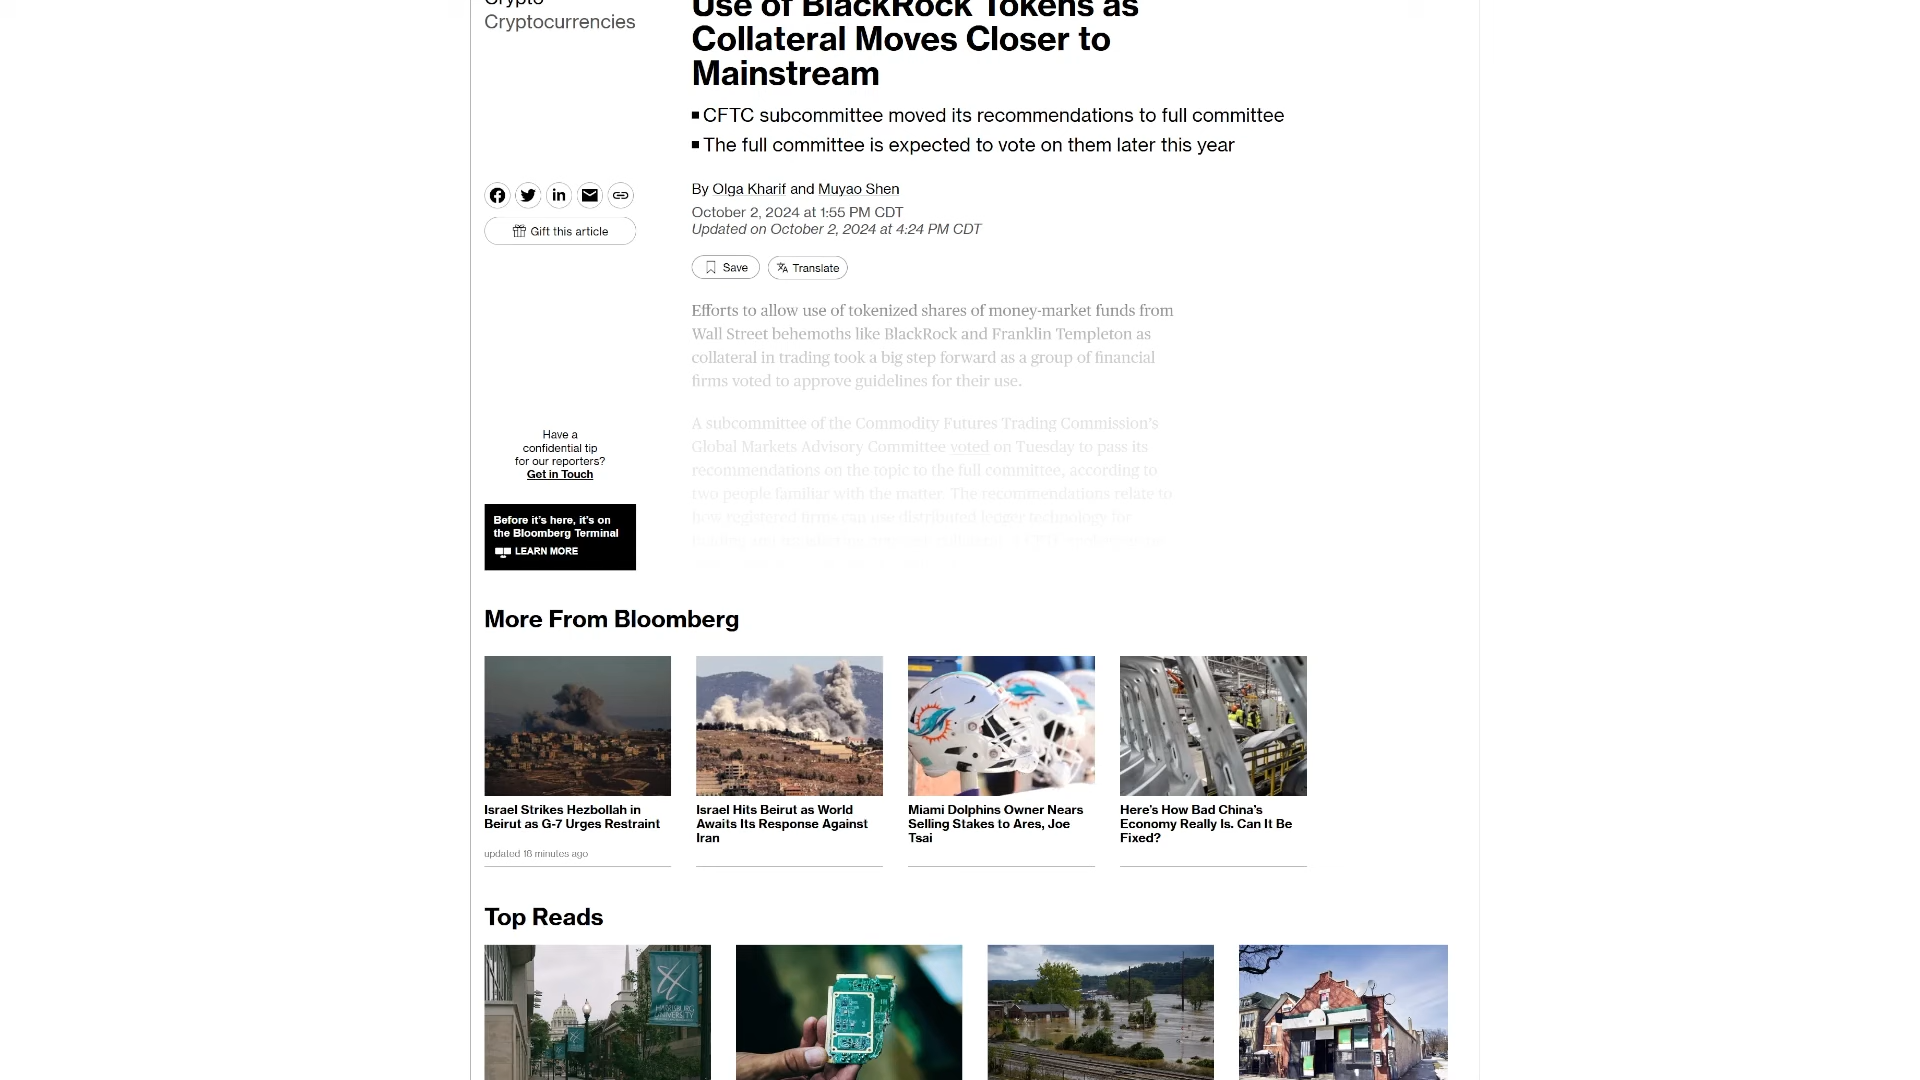 Crypto
Cryptocurrencies
Use of BlackRock Tokens as
Collateral Moves Closer to
Mainstream
CFTC subcommittee moved its recommendations to full committee
The full committee is expected to vote on them later this year
Gift this article
By Olga Kharif and Muyao Shen
October 2, 2024 at 1:55 PM CDT
Updated on October 2, 2024 at 4:24 PM CDT
Save
Translate
Efforts to allow use of tokenized shares of money-market funds from
Wall Street behemoths like BlackRock and Franklin Templeton as
collateral in trading took a big step forward as a group of financial
firms voted to approve guidelines for their use.
A subcommittee of the Commodity Futures Trading Commission's
Global Markets Advisory Committee voted on Tuesday to pass its
recommendations on the topic to the full committee, according to
two people familiar with the matter. The recommendations relate to
how registered firms can use distributed ledger technology for
Have a
confidential tip
for our reporters?
Get in Touch
Before it's here, it's on
the Bloomberg Terminal
LEARN MORE
More From Bloomberg
Israel Strikes Hezbollah in
Beirut as G-7 Urges Restraint
updated 18 minutes ago
Israel Hits Beirut as World
Awaits Its Response Against
Iran
Miami Dolphins Owner Nears
Selling Stakes to Ares, Joe
Tsai
Here's How Bad China's
Economy Really Is. Can It Be
Fixed?
Top Reads
HARRISBURG
UNIVERSITY